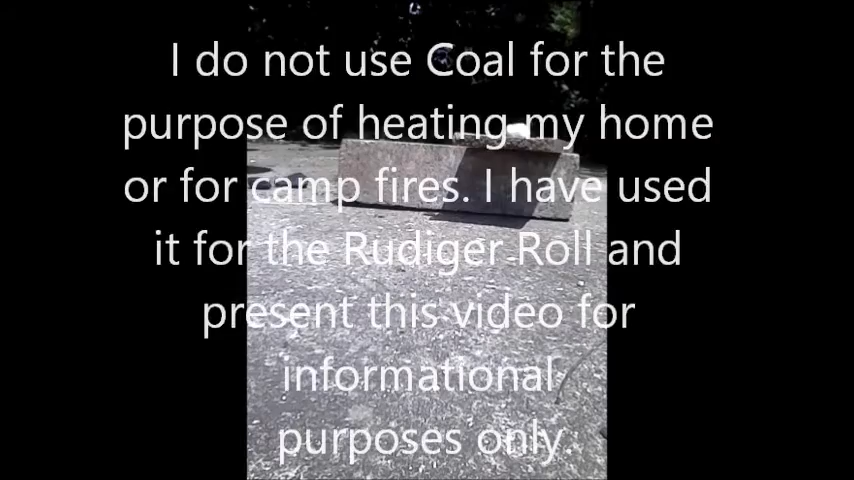 I do not use Coal for the
purpose of heating my home
or for camp fires. I have used
it for the Rudiger Roll and
present this video for
informational
purposes only.